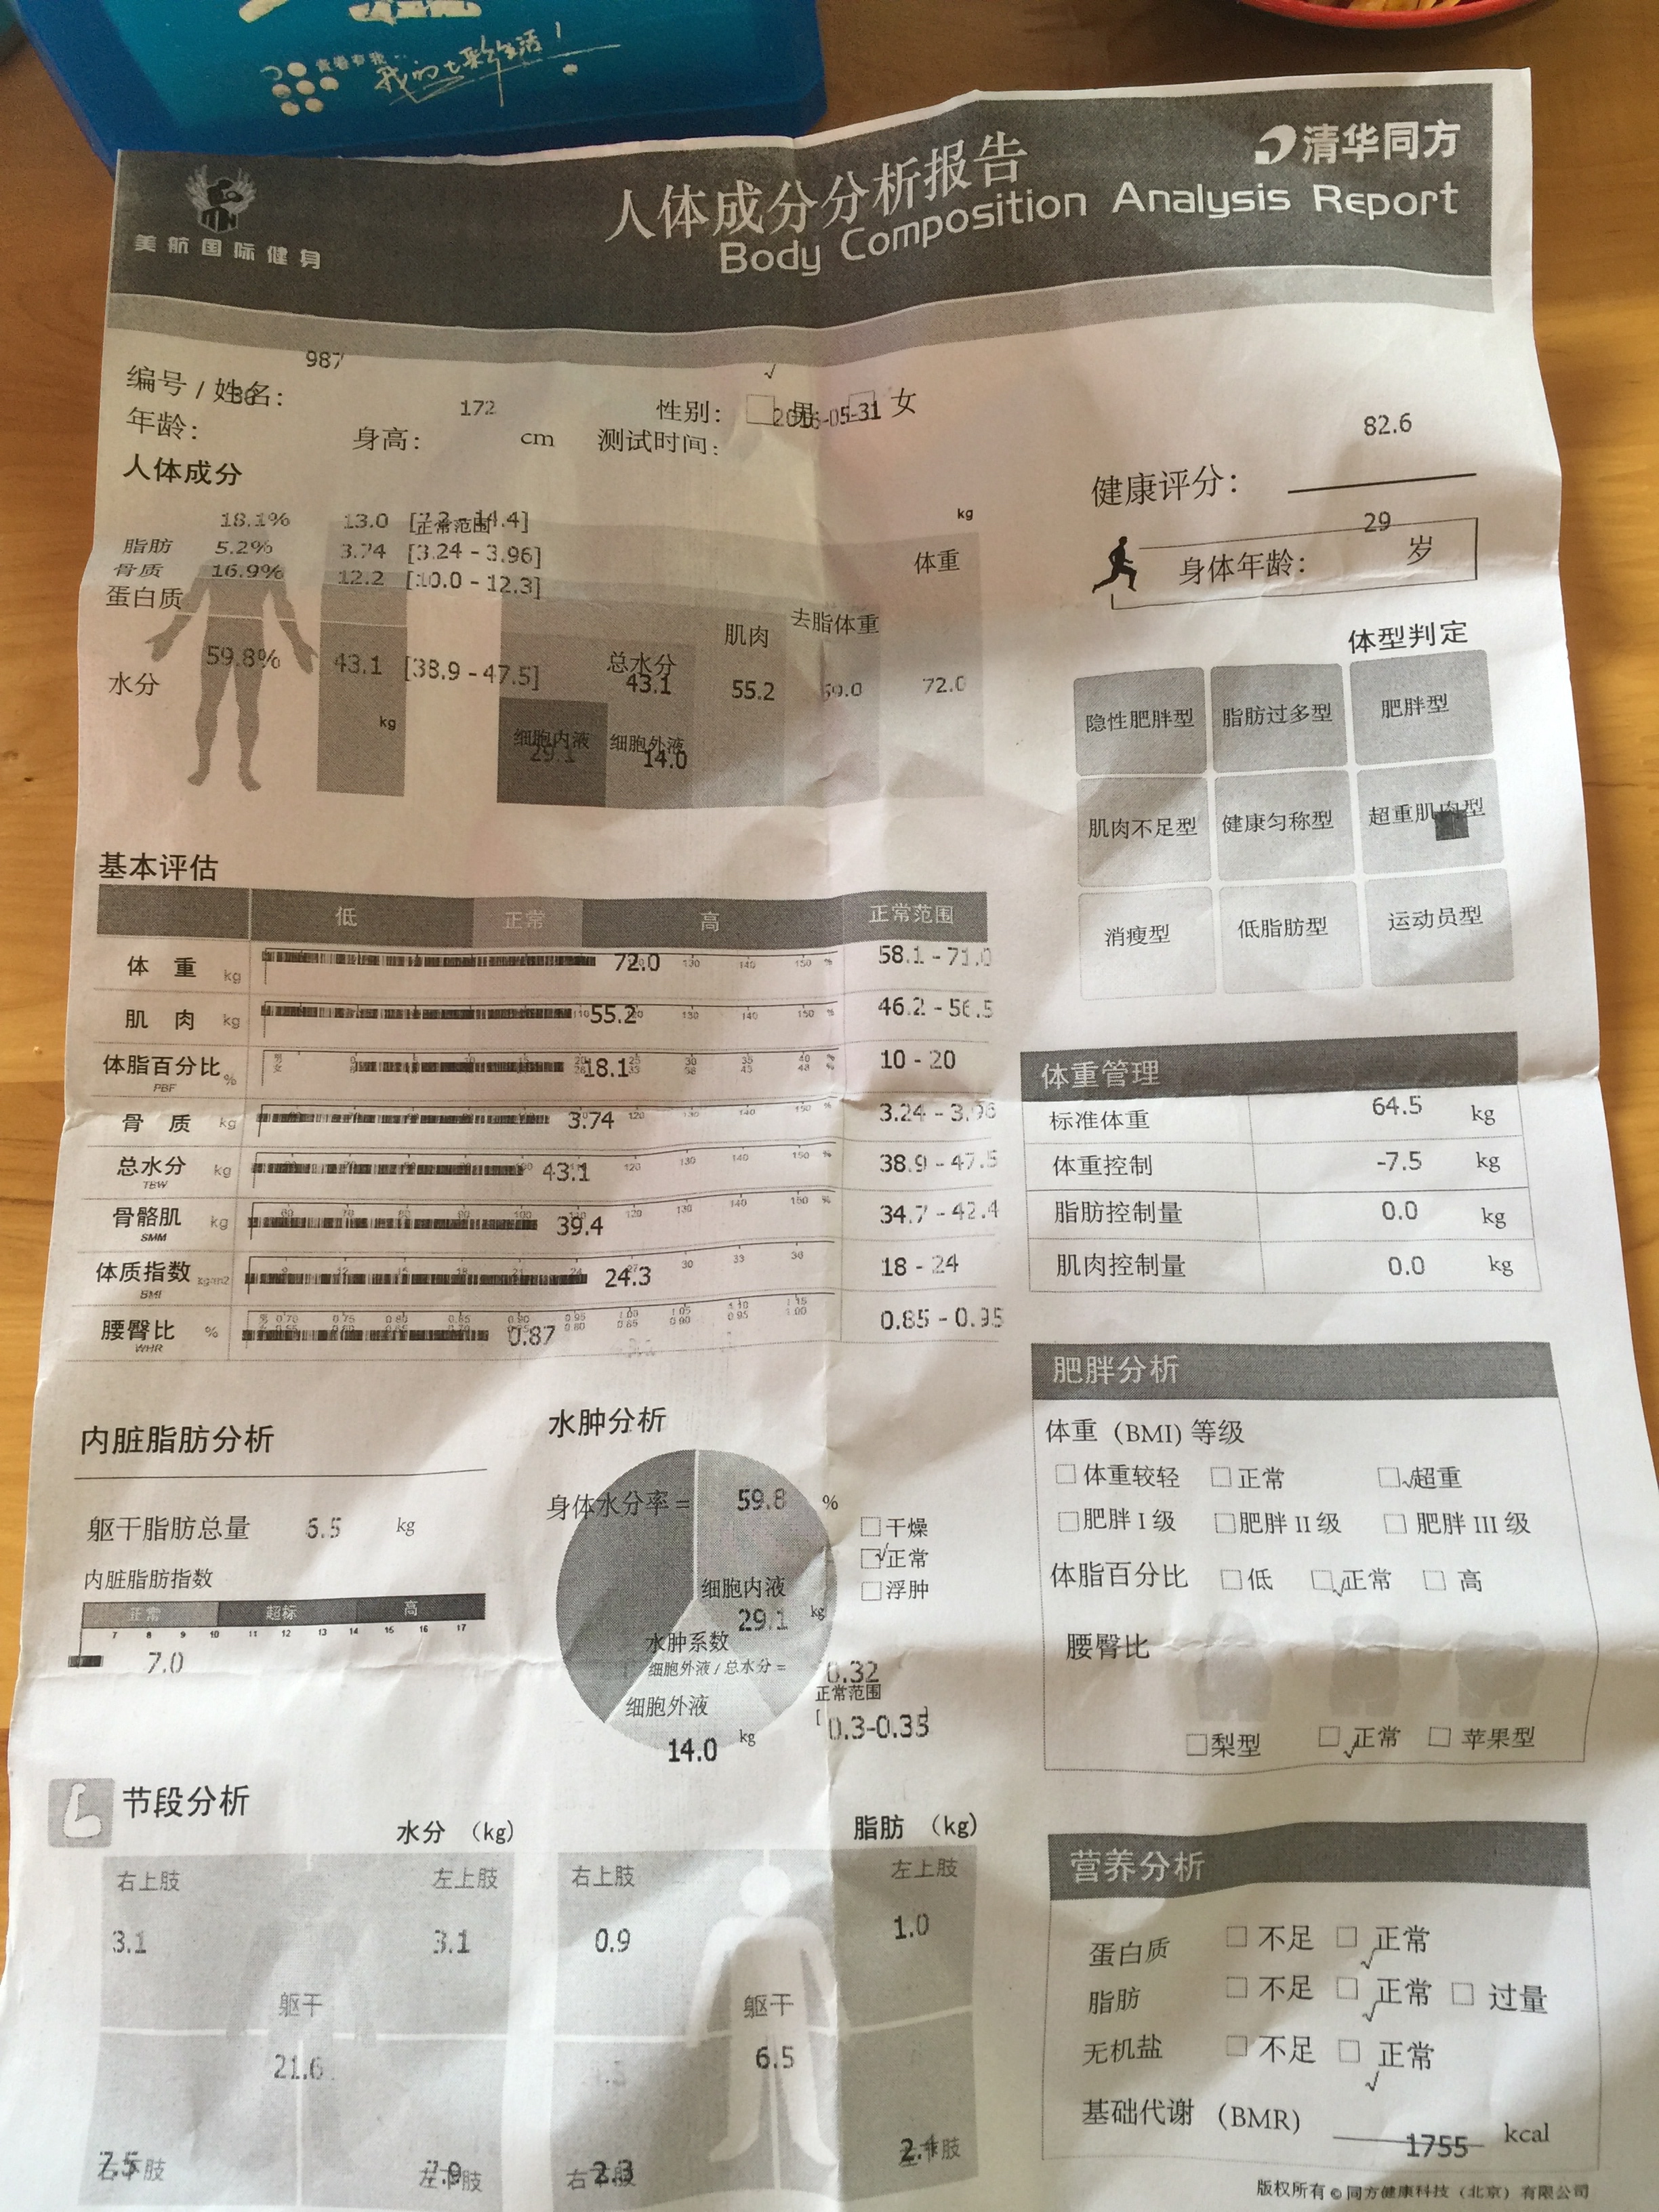 我的七彩生活！
清华同方
人体成分分析报告
Body Composition Analysis Report
美航国际健身
987
编号 / 姓名：
年龄：
172
身高： cm
性别： √ 男 女
测试时间： 2016-05-31
82.6
健康评分：
29
身体年龄： 岁
人体成分
正常范围
脂肪 18.1% 13.0
骨质 5.2% 3.74 [3.24 - 3.96]
蛋白质 16.9% 12.2 [10.0 - 12.3]
水分 59.8% 43.1 [38.9 - 47.5]
kg
kg
体重 72.0
去脂体重 59.0
肌肉 55.2
总水分 43.1
细胞内液 29.1
细胞外液 14.0
体型判定
隐性肥胖型 脂肪过多型 肥胖型
肌肉不足型 健康匀称型 超重肌肉型
消瘦型 低脂肪型 运动员型
基本评估
低 正常 高 正常范围
体重 kg 72.0 130 140 150 % 58.1 - 71.0
肌肉 kg 110 55.2 130 140 150 % 46.2 - 56.5
体脂百分比 PBF % 18.1 10 - 20
骨质 kg 3.74 120 130 140 150 % 3.24 - 3.96
总水分 TBW kg 43.1 120 130 140 150 % 38.9 - 47.5
骨骼肌 SMM kg 39.4 120 130 140 150 % 34.7 - 42.4
体质指数 BMI 24.3 30 33 36 18 - 24
腰臀比 WHR % 0.87 0.85 - 0.95
体重管理
标准体重 64.5 kg
体重控制 -7.5 kg
脂肪控制量 0.0 kg
肌肉控制量 0.0 kg
内脏脂肪分析
躯干脂肪总量 6.5 kg
内脏脂肪指数
正常 超标 高
7 8 9 10 11 12 13 14 15 16 17
7.0
水肿分析
身体水分率 = 59.8 %
细胞内液
29.1 kg
水肿系数
细胞外液 / 总水分 = 0.32
正常范围
[0.3-0.35]
细胞外液
14.0 kg
□干燥
□√正常
□浮肿
肥胖分析
体重（BMI）等级
□体重较轻 □正常 □√超重
□肥胖 I 级 □肥胖 II 级 □肥胖 III 级
体脂百分比 □低 □√正常 □高
腰臀比
□梨型 □√正常 □苹果型
节段分析
水分 （kg）
右上肢 左上肢
3.1 3.1
躯干
21.6
7.5
右下肢 左下肢
脂肪 （kg）
右上肢 左上肢
0.9 1.0
躯干
6.5
2.3
右下肢 左下肢
营养分析
蛋白质 □不足 □√正常
脂肪 □不足 □√正常 □过量
无机盐 □不足 □√正常
基础代谢 （BMR） 1755 kcal
版权所有©同方健康科技（北京）有限公司